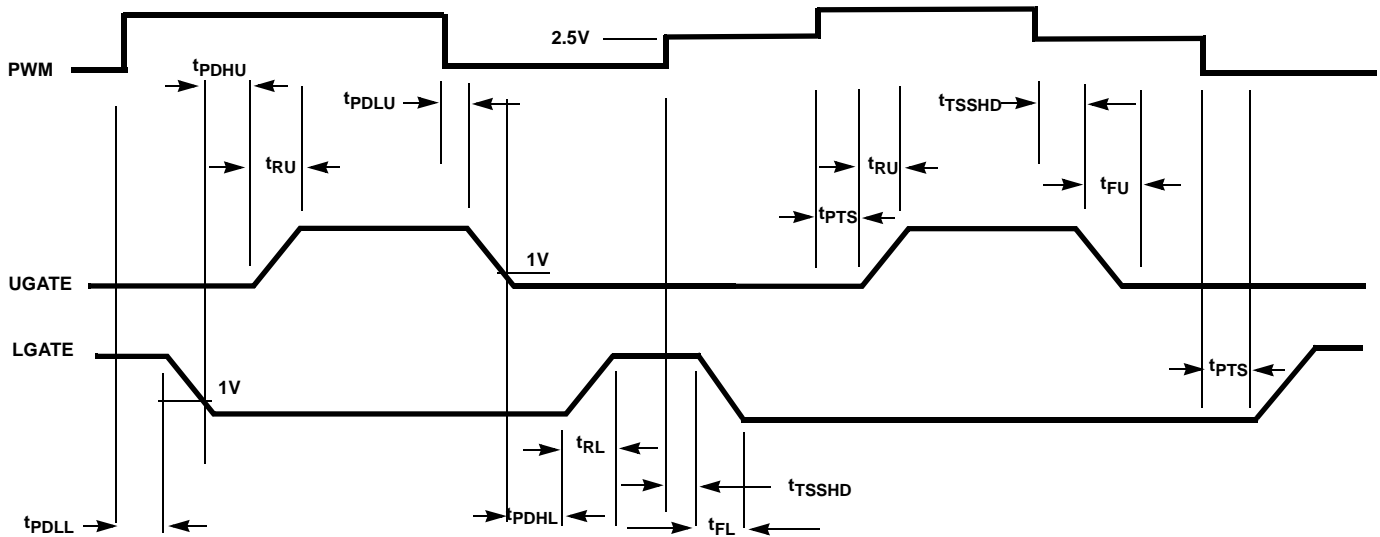 2.5V
PWM
tPDHU
tPDLU
tTSSHD
tRU
tRU
tFU
tPTS
1V
UGATE
LGATE
tPTS
1V
tRL
tTSSHD
tPDLL
tPDHL
tFL